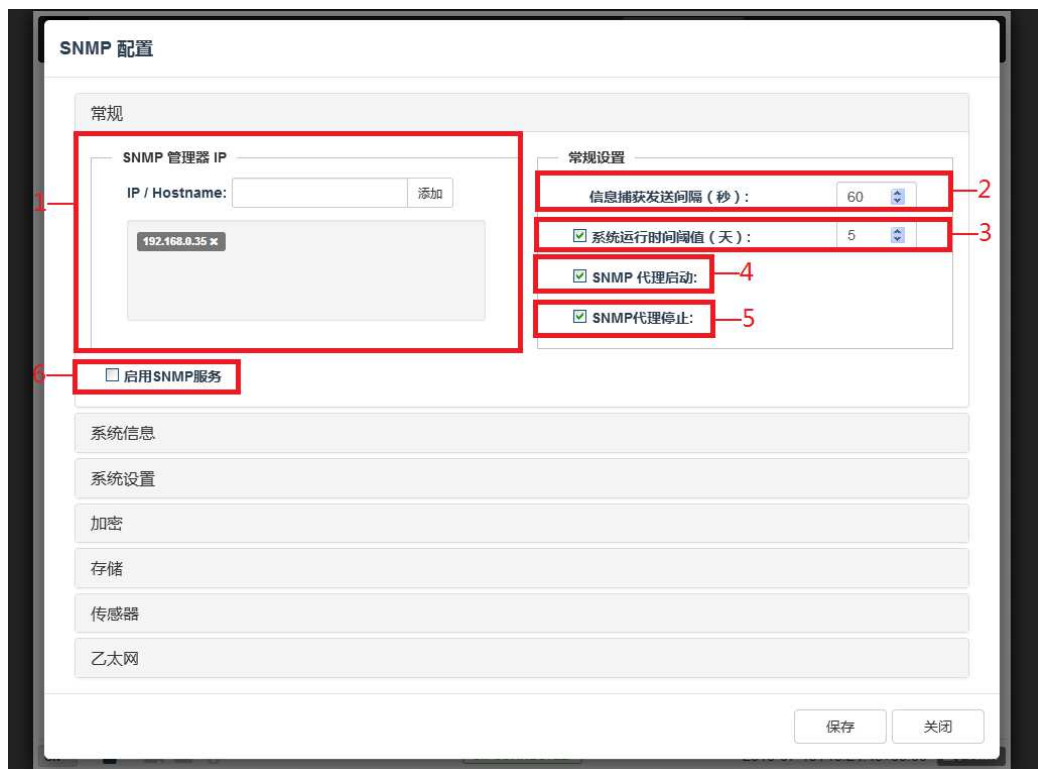 SNMP 配置
常规
SNMP 管理器 IP
IP / Hostname:
添加
192.168.0.35 ×
1
常规设置
信息捕获发送间隔（秒）：
60
2
系统运行时间阈值（天）：
5
3
SNMP 代理启动:
4
SNMP代理停止:
5
6
启用SNMP服务
系统信息
系统设置
加密
存储
传感器
乙太网
保存
关闭